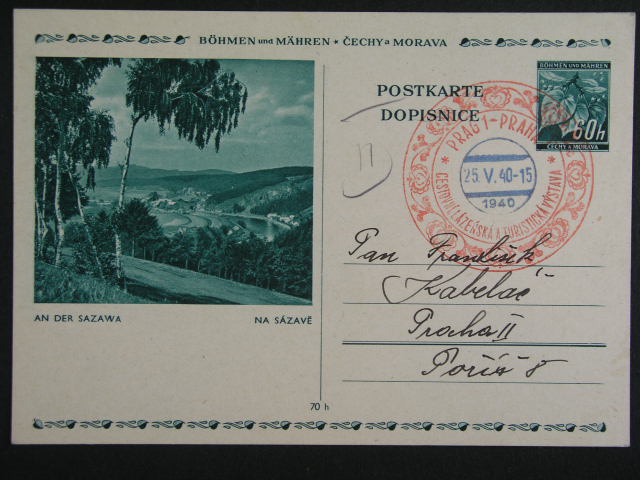 BÖHMEN und MÄHREN * ČECHY a MORAVA
POSTKARTE
DOPISNICE
BÖHMEN UND MÄHREN
60h
ČECHY A MORAVA
* PRAG 1 - PRAHA 1 *
25. V. 40-15
1940
CESTOVNÍ LÁZEŇSKÁ A TURISTICKÁ VÝSTAVA
Pan František
Kabeláč
Praha II
Poříč 8
AN DER SAZAWA
NA SÁZAVĚ
70 h